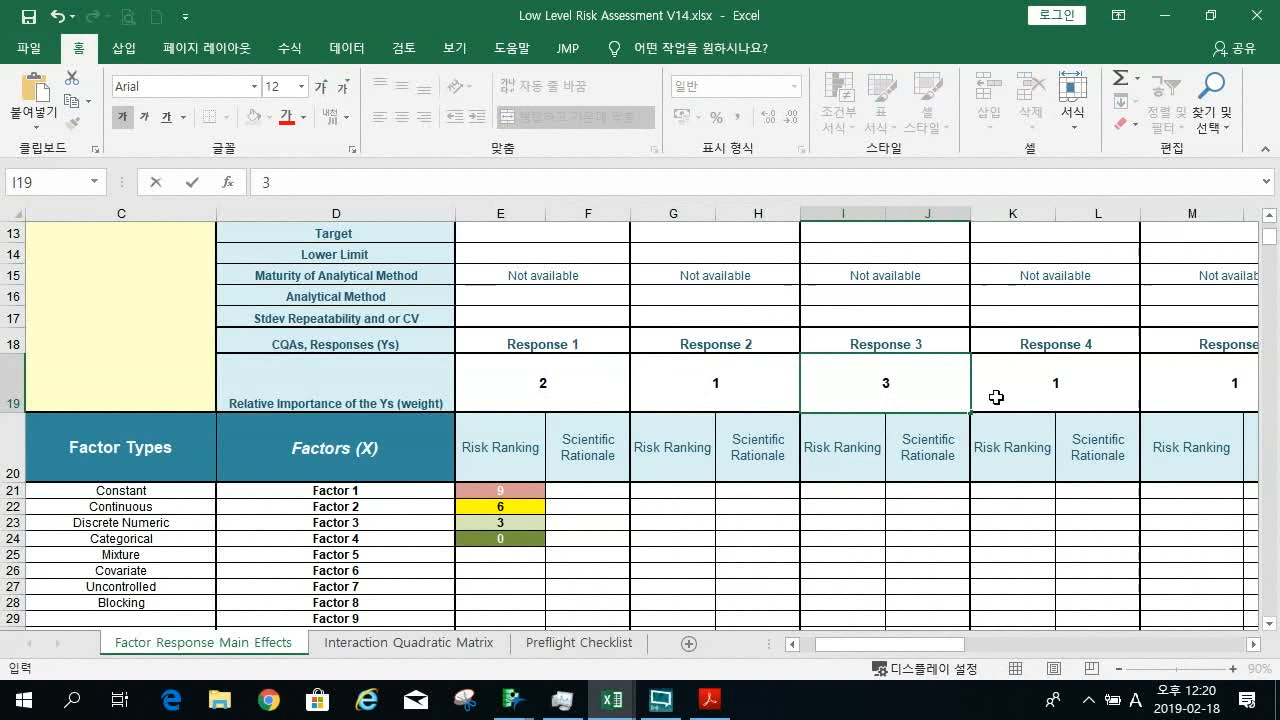 Low Level Risk Assessment V14.xlsx - Excel
로그인
파일 홈 삽입 페이지 레이아웃 수식 데이터 검토 보기 도움말 JMP 어떤 작업을 원하시나요? 공유
붙여넣기
Arial 12
가 가 가 가 내천
자동 줄 바꿈
일반
%
조건부 서식
표 서식
셀 스타일
삽입 삭제 서식
정렬 및 필터
찾기 및 선택
클립보드 글꼴 맞춤 표시 형식 스타일 셀 편집
I19 fx 3
C D E F G H I J K L M
13 Target
14 Lower Limit
15 Maturity of Analytical Method Not available Not available Not available Not available Not availab
16 Analytical Method
17 Stdev Repeatability and or CV
18 CQAs, Responses (Ys) Response 1 Response 2 Response 3 Response 4 Response
19 Relative Importance of the Ys (weight) 2 1 3 1 1
20 Factor Types Factors (X) Risk Ranking Scientific Rationale Risk Ranking Scientific Rationale Risk Ranking Scientific Rationale Risk Ranking Scientific Rationale Risk Ranking
21 Constant Factor 1 9
22 Continuous Factor 2 6
23 Discrete Numeric Factor 3 3
24 Categorical Factor 4 0
25 Mixture Factor 5
26 Covariate Factor 6
27 Uncontrolled Factor 7
28 Blocking Factor 8
29 Factor 9
Factor Response Main Effects Interaction Quadratic Matrix Preflight Checklist
입력 디스플레이 설정 90%
A 오후 12:20
2019-02-18